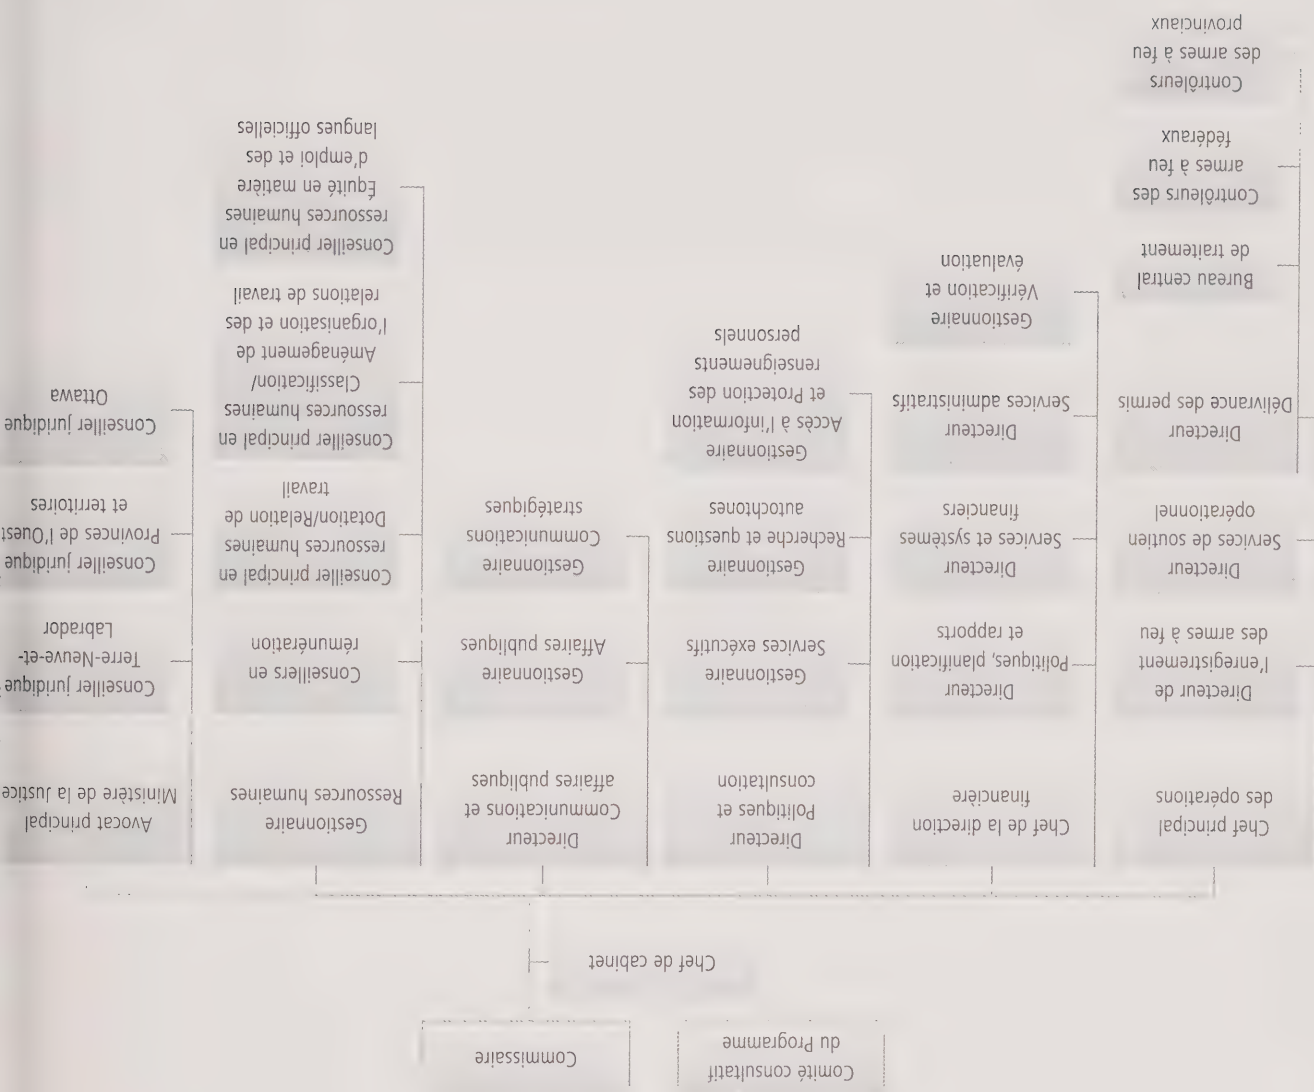 Comité consultatif
du Programme
Commissaire
Chef de cabinet
Chef principal
des opérations
Directeur de
l'enregistrement
des armes à feu
Directeur
Services de soutien
opérationnel
Directeur
Délivrance des permis
Bureau central
de traitement
Contrôleurs des
armes à feu
fédéraux
Contrôleurs
des armes à feu
provinciaux
Chef de la direction
financière
Directeur
Politiques, planification
et rapports
Directeur
Services et systèmes
financiers
Directeur
Services administratifs
Gestionnaire
Vérification et
évaluation
Directeur
Politiques et
consultation
Gestionnaire
Services exécutifs
Gestionnaire
Recherche et questions
autochtones
Gestionnaire
Accès à l'information
et Protection des
renseignements
personnels
Directeur
Communications et
affaires publiques
Gestionnaire
Affaires publiques
Gestionnaire
Communications
stratégiques
Gestionnaire
Ressources humaines
Conseillers en
rémunération
Conseiller principal en
ressources humaines
Dotation/Relation de
travail
Conseiller principal en
ressources humaines
Classification/
Aménagement de
l'organisation et des
relations de travail
Conseiller principal en
ressources humaines
Équité en matière
d'emploi et des
langues officielles
Avocat principal
Ministère de la Justice
Conseiller juridique
Terre-Neuve-et-
Labrador
Conseiller juridique
Provinces de l'Ouest
et territoires
Conseiller juridique
Ottawa